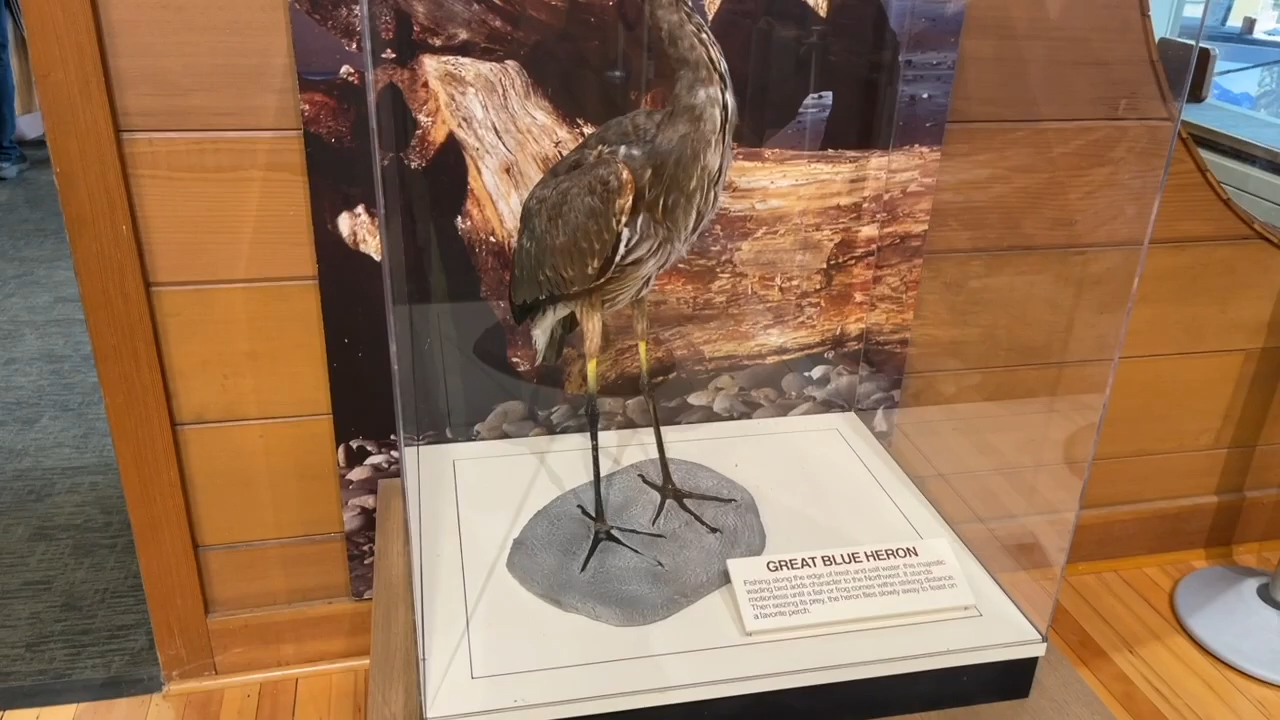 GREAT BLUE HERON
Fishing along the edge of fresh and salt water, this majestic
wading bird adds character to the Northwest. It stands
motionless until a fish or frog comes within striking distance.
Then seizing its prey, the heron flies slowly away to feast on
a favorite perch.